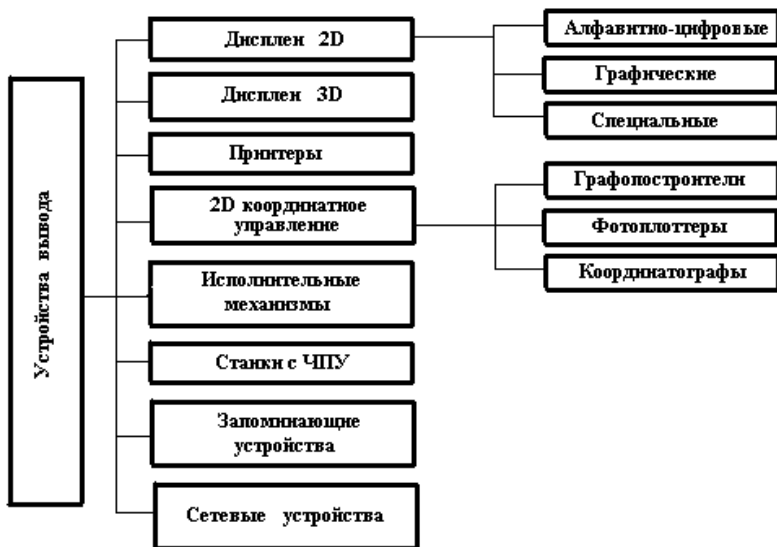 Устройства вывода
Дисплеи 2D
Алфавитно-цифровые
Графические
Специальные
Дисплеи 3D
Принтеры
2D координатное
управление
Графопостроители
Фотоплоттеры
Координатографы
Исполнительные
механизмы
Станки с ЧПУ
Запоминающие
устройства
Сетевые устройства